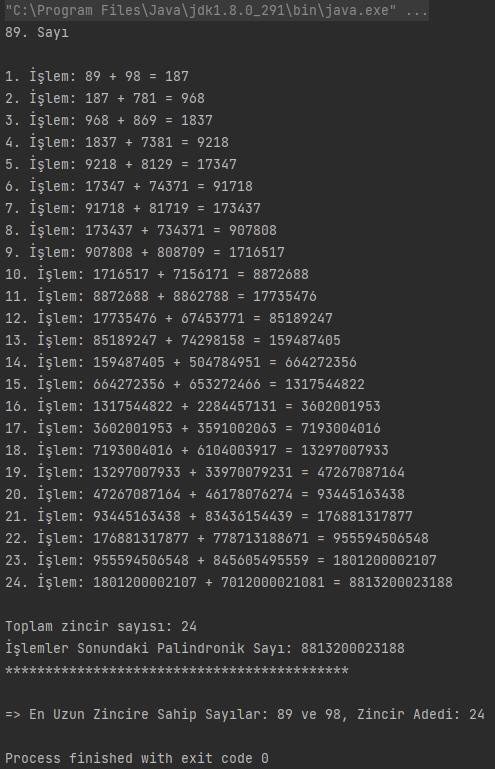 "C:\Program Files\Java\jdk1.8.0_291\bin\java.exe" ...
89. Sayı
1. İşlem: 89 + 98 = 187
2. İşlem: 187 + 781 = 968
3. İşlem: 968 + 869 = 1837
4. İşlem: 1837 + 7381 = 9218
5. İşlem: 9218 + 8129 = 17347
6. İşlem: 17347 + 74371 = 91718
7. İşlem: 91718 + 81719 = 173437
8. İşlem: 173437 + 734371 = 907808
9. İşlem: 907808 + 808709 = 1716517
10. İşlem: 1716517 + 7156171 = 8872688
11. İşlem: 8872688 + 8862788 = 17735476
12. İşlem: 17735476 + 67453771 = 85189247
13. İşlem: 85189247 + 74298158 = 159487405
14. İşlem: 159487405 + 504784951 = 664272356
15. İşlem: 664272356 + 653272466 = 1317544822
16. İşlem: 1317544822 + 2284457131 = 3602001953
17. İşlem: 3602001953 + 3591002063 = 7193004016
18. İşlem: 7193004016 + 6104003917 = 13297007933
19. İşlem: 13297007933 + 33970079231 = 47267087164
20. İşlem: 47267087164 + 46178076274 = 93445163438
21. İşlem: 93445163438 + 83436154439 = 176881317877
22. İşlem: 176881317877 + 778713188671 = 955594506548
23. İşlem: 955594506548 + 845605495559 = 1801200002107
24. İşlem: 1801200002107 + 7012000021081 = 8813200023188
Toplam zincir sayısı: 24
İşlemler Sonundaki Palindronik Sayı: 8813200023188
*******************************************
=> En Uzun Zincire Sahip Sayılar: 89 ve 98, Zincir Adedi: 24
Process finished with exit code 0